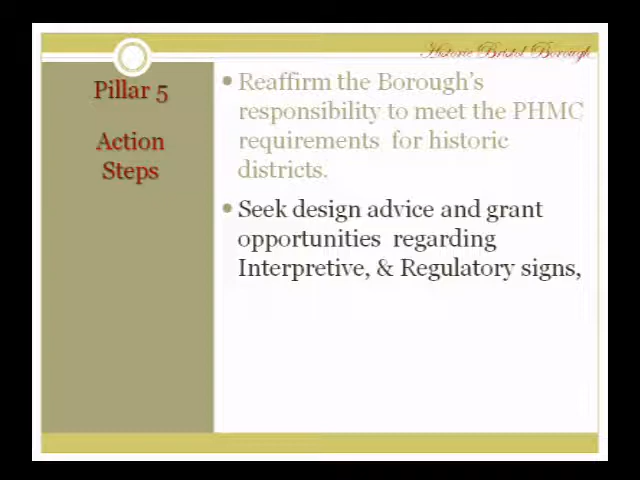 Historic Bristol Borough
Pillar 5
Action
Steps
• Reaffirm the Borough's
responsibility to meet the PHMC
requirements for historic
districts.
• Seek design advice and grant
opportunities regarding
Interpretive, & Regulatory signs,